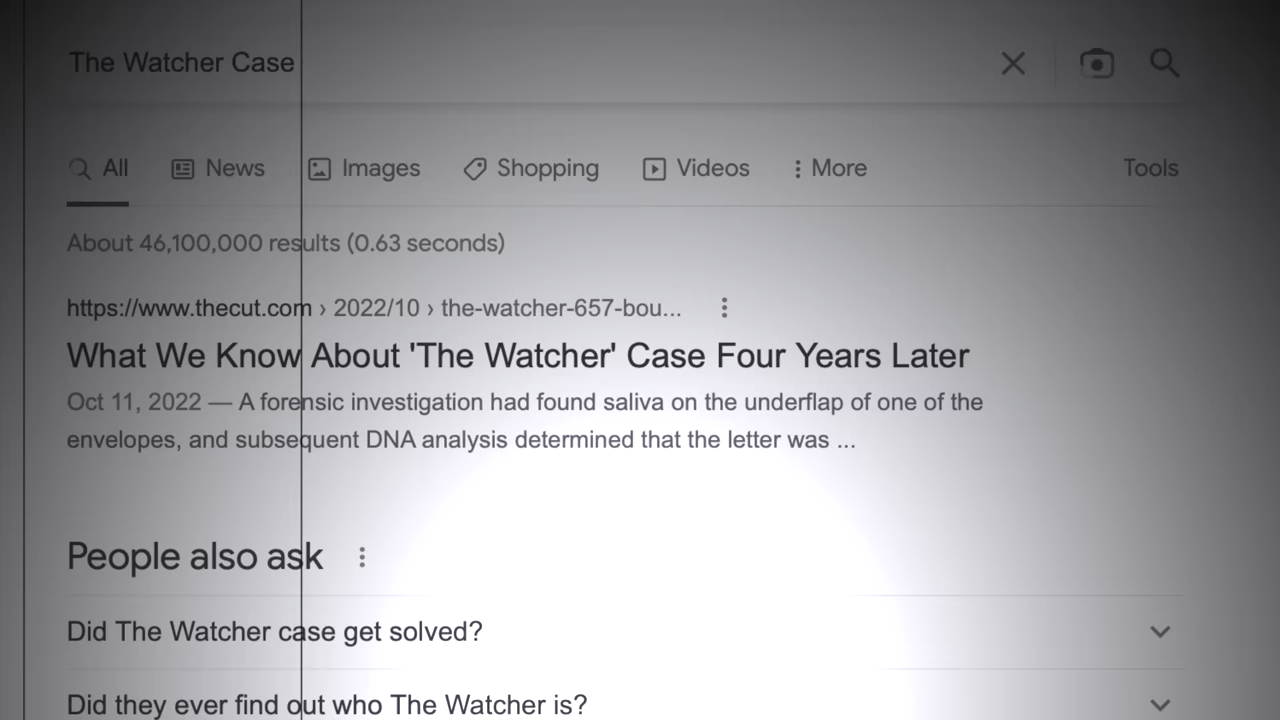 The Watcher Case
All News Images Shopping Videos More Tools
About 46,100,000 results (0.63 seconds)
https://www.thecut.com › 2022/10 › the-watcher-657-bou...
What We Know About 'The Watcher' Case Four Years Later
Oct 11, 2022 — A forensic investigation had found saliva on the underflap of one of the
envelopes, and subsequent DNA analysis determined that the letter was ...
People also ask
Did The Watcher case get solved?
Did they ever find out who The Watcher is?